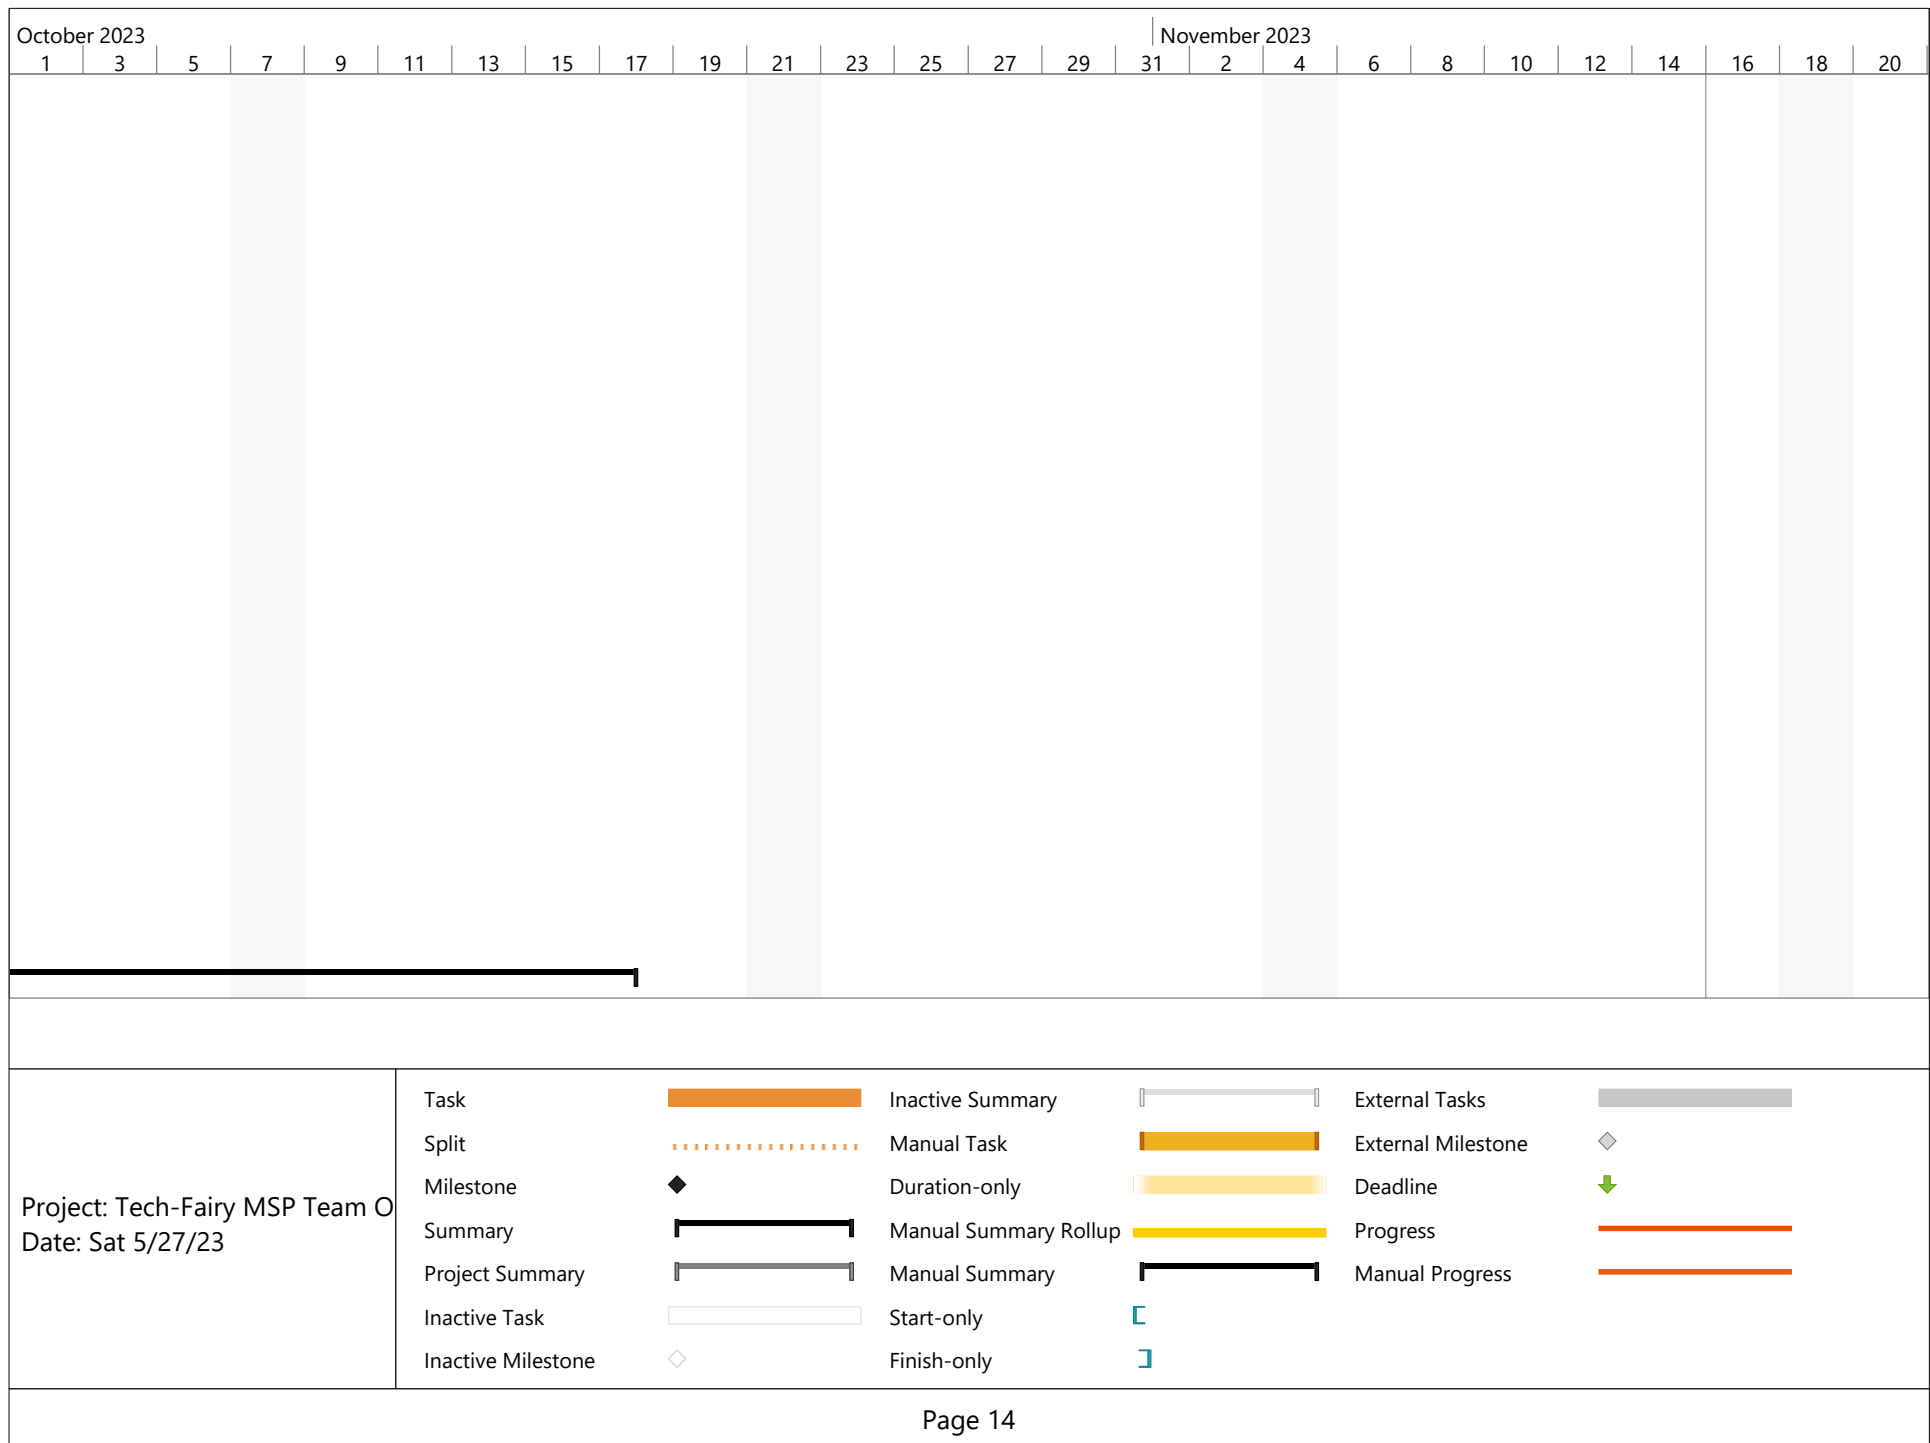 October 2023
November 2023
1 3 5 7 9 11 13 15 17 19 21 23 25 27 29 31 2 4 6 8 10 12 14 16 18 20
Project: Tech-Fairy MSP Team O
Date: Sat 5/27/23
Task
Split
Milestone
Summary
Project Summary
Inactive Task
Inactive Milestone
Inactive Summary
Manual Task
Duration-only
Manual Summary Rollup
Manual Summary
Start-only
Finish-only
External Tasks
External Milestone
Deadline
Progress
Manual Progress
Page 14